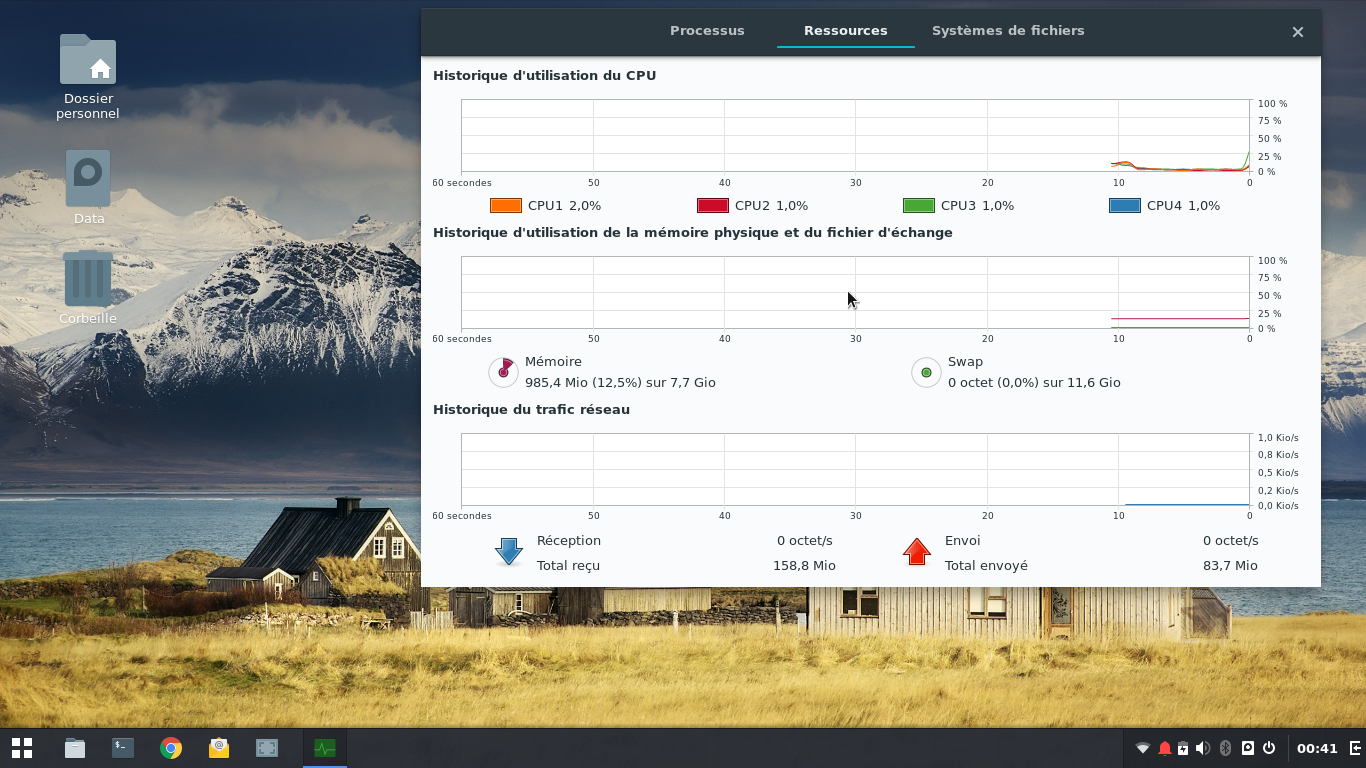 Processus Ressources Systèmes de fichiers
Dossier
personnel
Data
Corbeille
Historique d'utilisation du CPU
100 %
75 %
50 %
25 %
0 %
60 secondes 50 40 30 20 10 0
CPU1 2,0% CPU2 1,0% CPU3 1,0% CPU4 1,0%
Historique d'utilisation de la mémoire physique et du fichier d'échange
100 %
75 %
50 %
25 %
0 %
60 secondes 50 40 30 20 10 0
Mémoire Swap
985,4 Mio (12,5%) sur 7,7 Gio 0 octet (0,0%) sur 11,6 Gio
Historique du trafic réseau
1,0 Kio/s
0,8 Kio/s
0,5 Kio/s
0,2 Kio/s
0,0 Kio/s
60 secondes 50 40 30 20 10 0
Réception 0 octet/s Envoi 0 octet/s
Total reçu 158,8 Mio Total envoyé 83,7 Mio
00:41